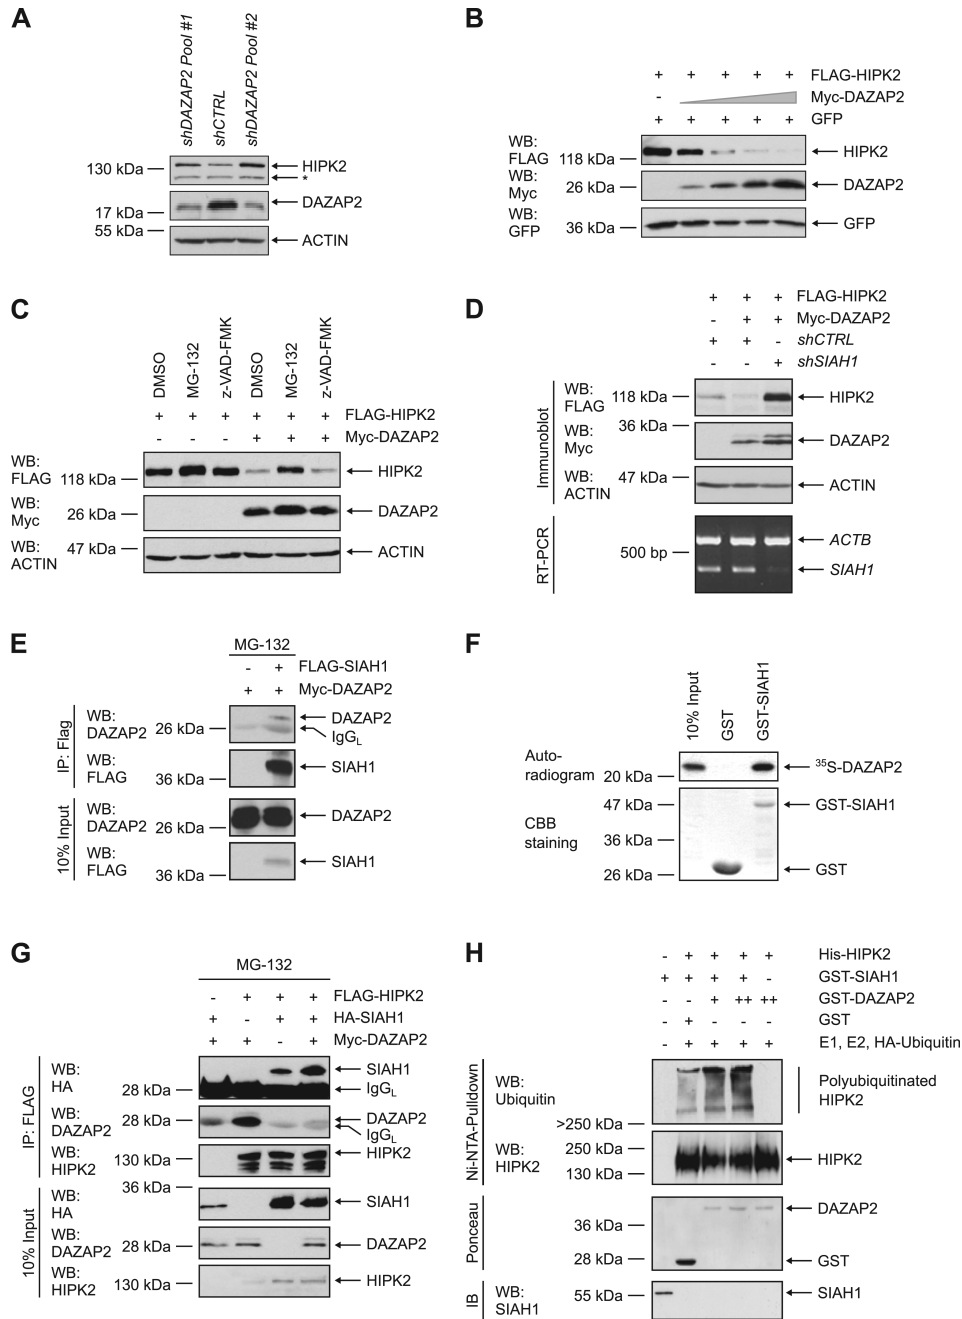 A
shDAZAP2 Pool #1
shCTRL
shDAZAP2 Pool #2
130 kDa
HIPK2
*
DAZAP2
17 kDa
55 kDa
ACTIN
B
+ + + + + FLAG-HIPK2
- Myc-DAZAP2
+ + + + + GFP
WB:
FLAG
118 kDa
HIPK2
WB:
Myc
26 kDa
DAZAP2
WB:
GFP
36 kDa
GFP
C
DMSO
MG-132
z-VAD-FMK
DMSO
MG-132
z-VAD-FMK
+ + + + + + FLAG-HIPK2
- - - + + + Myc-DAZAP2
WB:
FLAG
118 kDa
HIPK2
WB:
Myc
26 kDa
DAZAP2
WB:
ACTIN
47 kDa
ACTIN
D
+ + + FLAG-HIPK2
- + + Myc-DAZAP2
+ + - shCTRL
- - + shSIAH1
Immunoblot
WB:
FLAG
118 kDa
HIPK2
WB:
Myc
36 kDa
DAZAP2
WB:
ACTIN
47 kDa
ACTIN
RT-PCR
500 bp
ACTB
SIAH1
E
MG-132
- + FLAG-SIAH1
+ + Myc-DAZAP2
IP: Flag
WB:
DAZAP2
26 kDa
DAZAP2
IgGL
WB:
FLAG
36 kDa
SIAH1
10% Input
WB:
DAZAP2
26 kDa
DAZAP2
WB:
FLAG
36 kDa
SIAH1
F
10% Input
GST
GST-SIAH1
Auto-
radiogram
20 kDa
35S-DAZAP2
CBB
staining
47 kDa
GST-SIAH1
36 kDa
26 kDa
GST
G
MG-132
- + + + FLAG-HIPK2
+ - + + HA-SIAH1
+ + - + Myc-DAZAP2
IP: FLAG
WB:
HA
28 kDa
SIAH1
IgGL
WB:
DAZAP2
28 kDa
DAZAP2
IgGL
WB:
HIPK2
130 kDa
HIPK2
10% Input
36 kDa
WB:
HA
SIAH1
WB:
DAZAP2
28 kDa
DAZAP2
WB:
HIPK2
130 kDa
HIPK2
H
- + + + + His-HIPK2
+ + + + - GST-SIAH1
- - + ++ ++ GST-DAZAP2
- + - - - GST
- + + + + E1, E2, HA-Ubiquitin
Ni-NTA-Pulldown
WB:
Ubiquitin
Polyubiquitinated
HIPK2
>250 kDa
WB:
HIPK2
250 kDa
130 kDa
HIPK2
Ponceau
DAZAP2
36 kDa
28 kDa
GST
IB
WB:
SIAH1
55 kDa
SIAH1